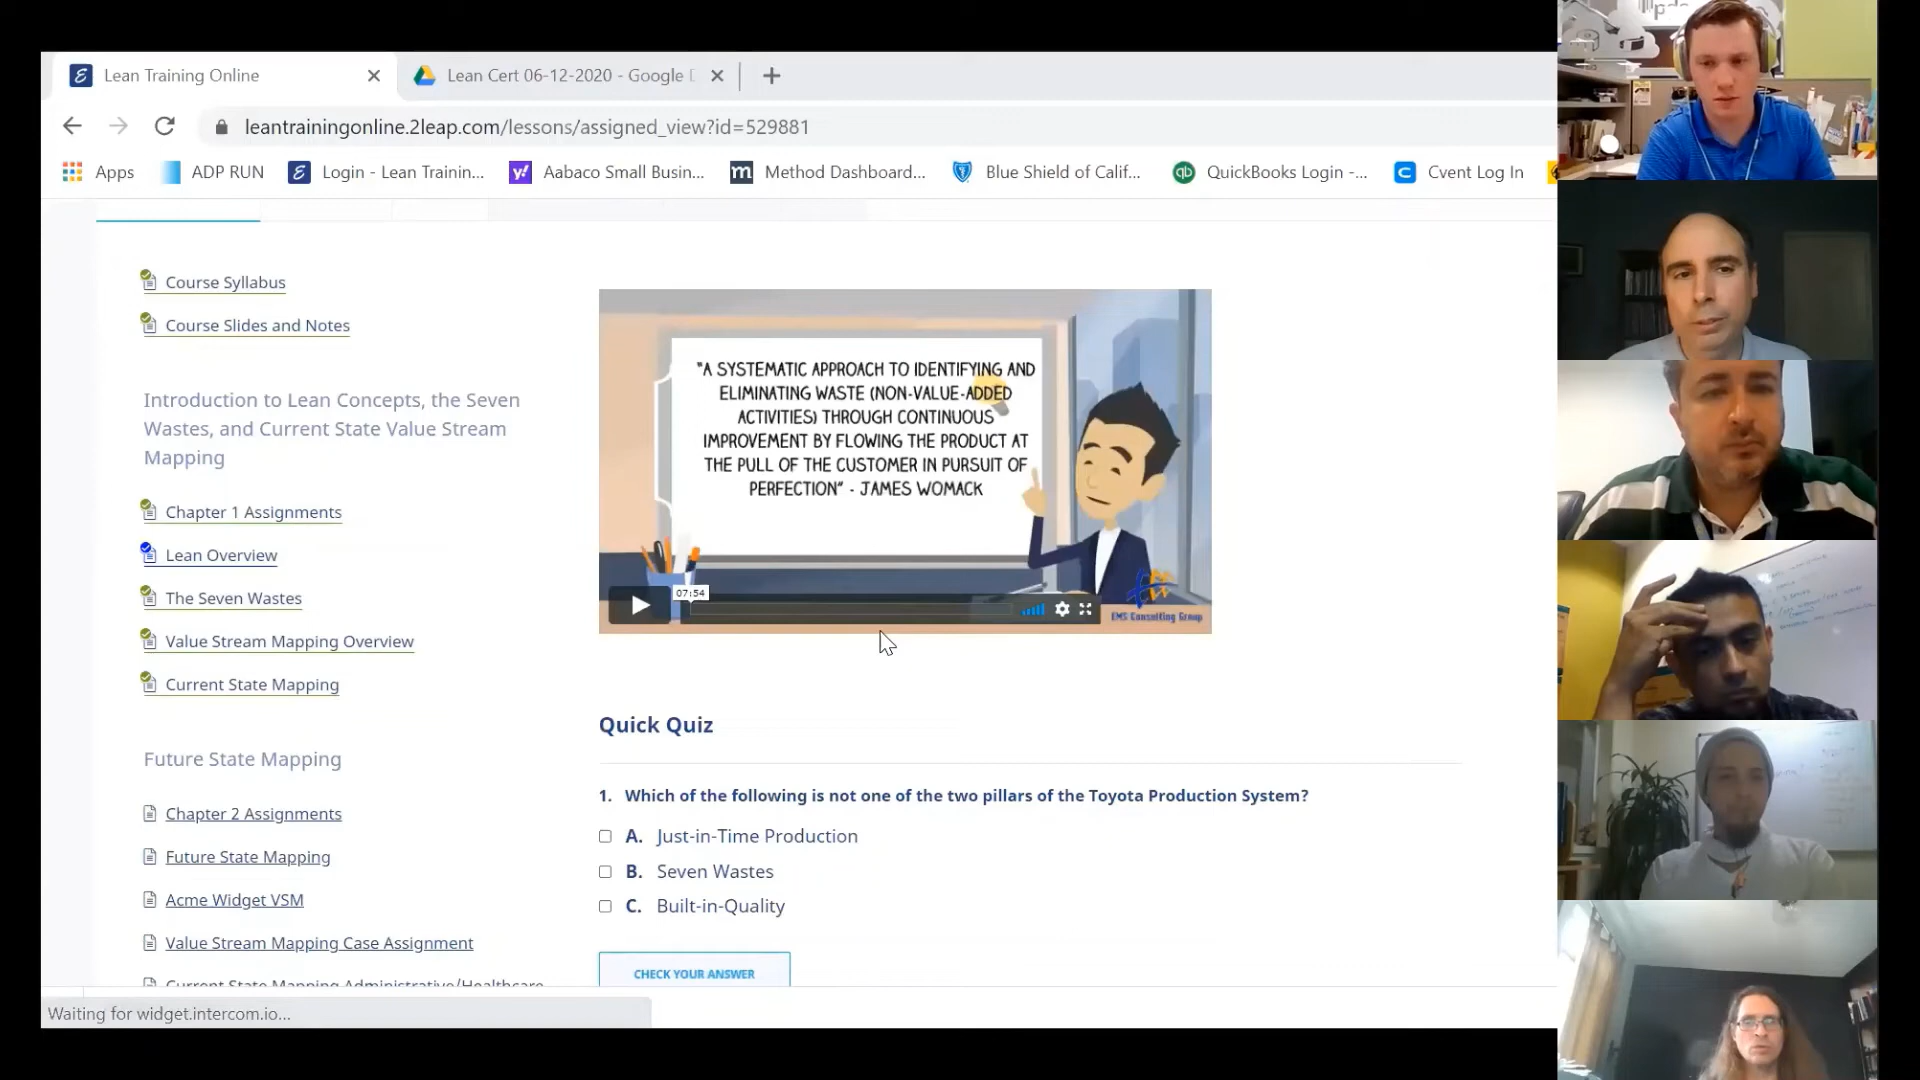 Lean Training Online
Lean Cert 06-12-2020 - Google D
leantrainingonline.2leap.com/lessons/assigned_view?id=529881
Apps
ADP RUN
Login - Lean Trainin...
Aabaco Small Busin...
Method Dashboard...
Blue Shield of Calif...
QuickBooks Login -...
Cvent Log In
Course Syllabus
Course Slides and Notes
Introduction to Lean Concepts, the Seven
Wastes, and Current State Value Stream
Mapping
Chapter 1 Assignments
Lean Overview
The Seven Wastes
Value Stream Mapping Overview
Current State Mapping
Future State Mapping
Chapter 2 Assignments
Future State Mapping
Acme Widget VSM
Value Stream Mapping Case Assignment
Current State Mapping Administrative/Healthcare
Waiting for widget.intercom.io...
"A SYSTEMATIC APPROACH TO IDENTIFYING AND
ELIMINATING WASTE (NON-VALUE-ADDED
ACTIVITIES) THROUGH CONTINUOUS
IMPROVEMENT BY FLOWING THE PRODUCT AT
THE PULL OF THE CUSTOMER IN PURSUIT OF
PERFECTION" - JAMES WOMACK
07:54
EMS Consulting Group
Quick Quiz
1. Which of the following is not one of the two pillars of the Toyota Production System?
A. Just-in-Time Production
B. Seven Wastes
C. Built-in-Quality
CHECK YOUR ANSWER